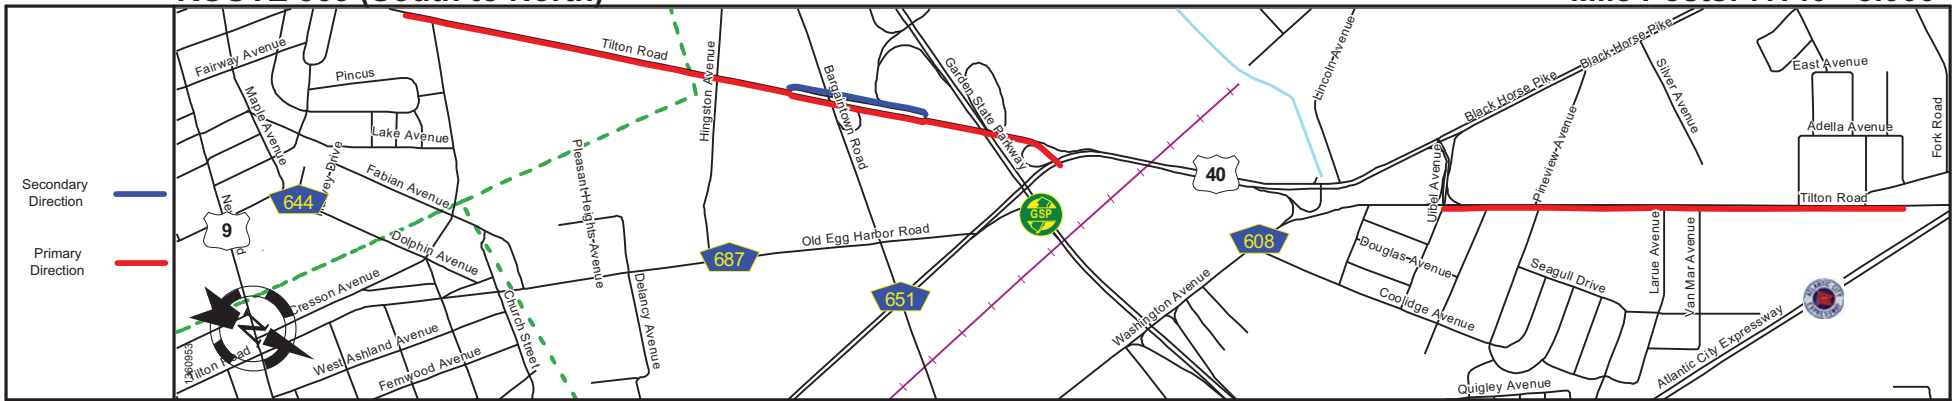 Secondary
Direction
Primary
Direction
Fairway Avenue
Pincus
Maple Avenue
Lake Avenue
Fabian Avenue
644
9
Dolphin Avenue
Cresson Avenue
Tilton Road
1360953
West Ashland Avenue
Fernwood Avenue
Church Street
Pleasant Heights Avenue
Delancy Avenue
Tilton Road
Hingston Avenue
687
Bargaintown Road
Old Egg Harbor Road
651
Garden State Parkway
GSP
40
Lincoln Avenue
Black Horse Pike
Black Horse Pike
608
Washington Avenue
Uibel Avenue
Pineview Avenue
Silver Avenue
Douglas Avenue
Coolidge Avenue
Seagull Drive
Larue Avenue
Van Mar Avenue
Quigley Avenue
Atlantic City Expressway
East Avenue
Adella Avenue
Tilton Road
Fork Road